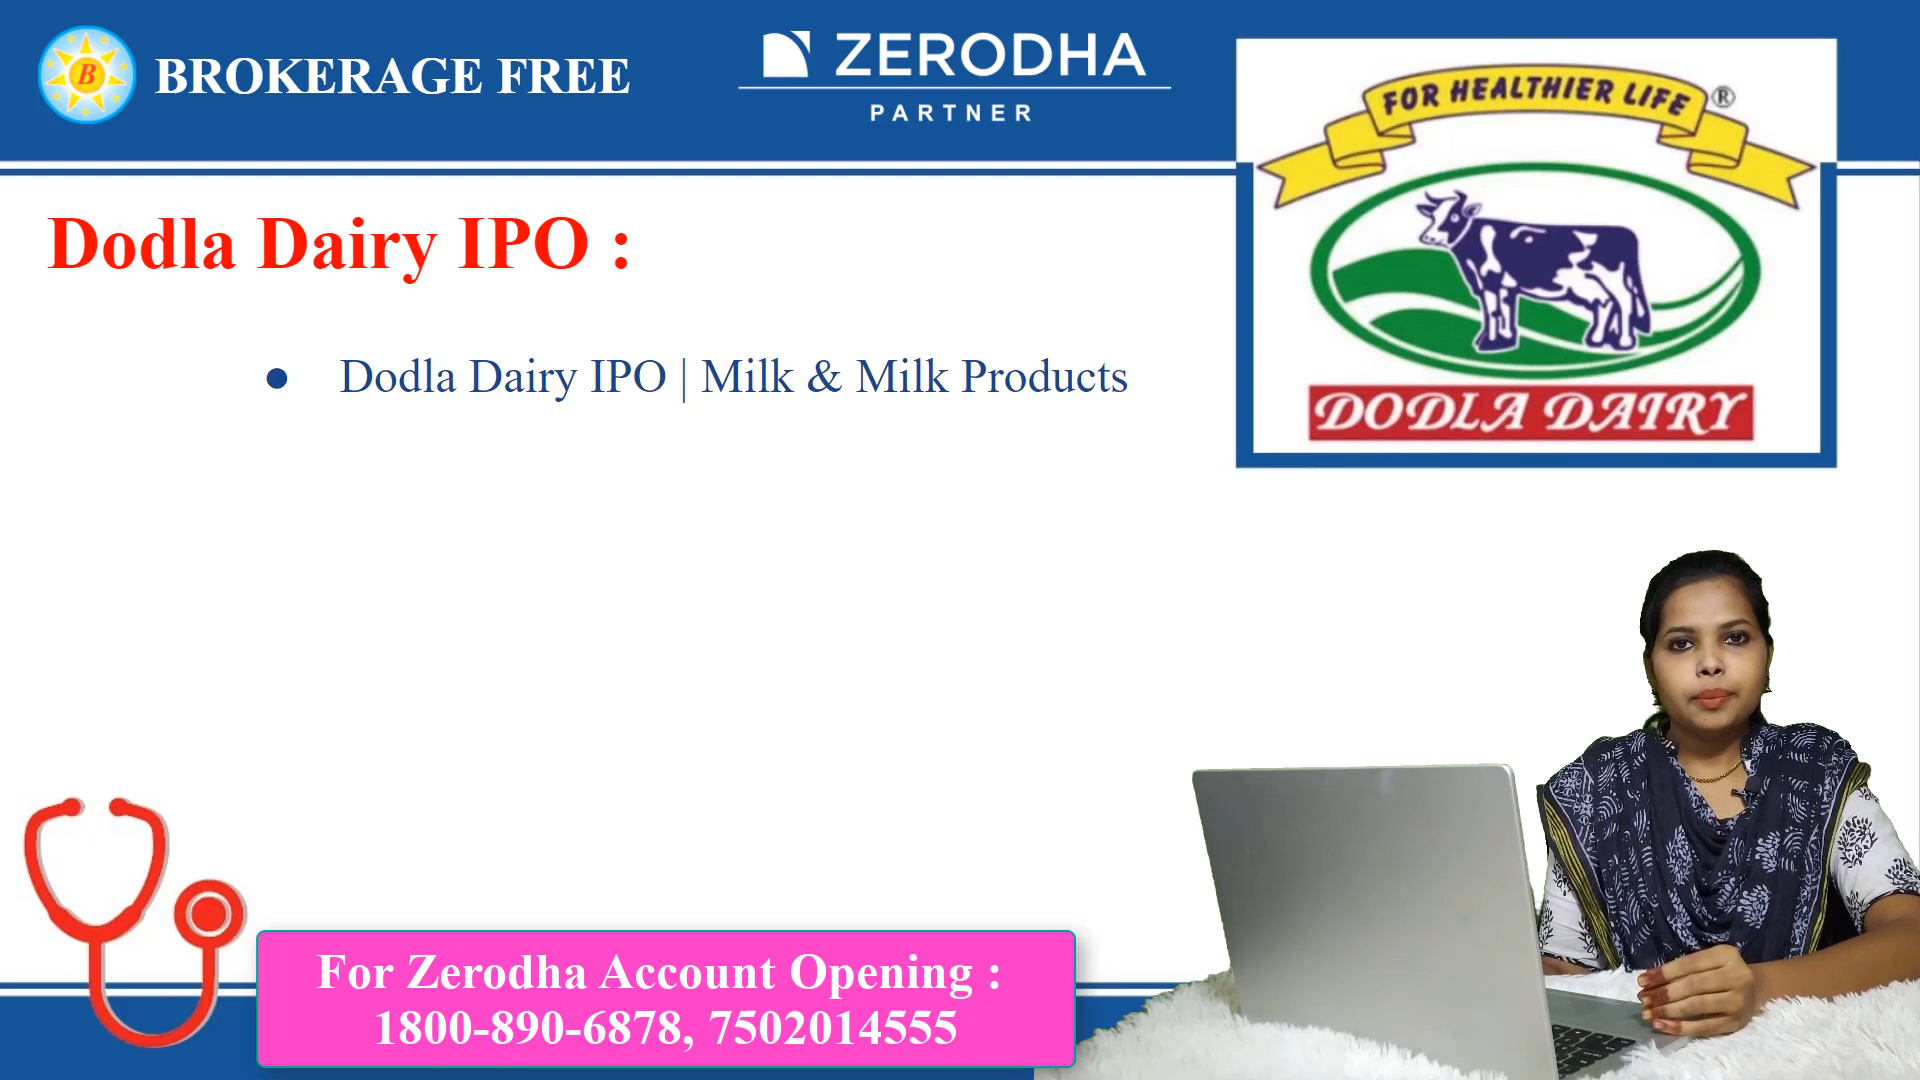 B
BROKERAGE FREE
ZERODHA
PARTNER
FOR HEALTHIER LIFE ®
DODLA DAIRY
Dodla Dairy IPO :
● Dodla Dairy IPO | Milk & Milk Products
For Zerodha Account Opening :
1800-890-6878, 7502014555